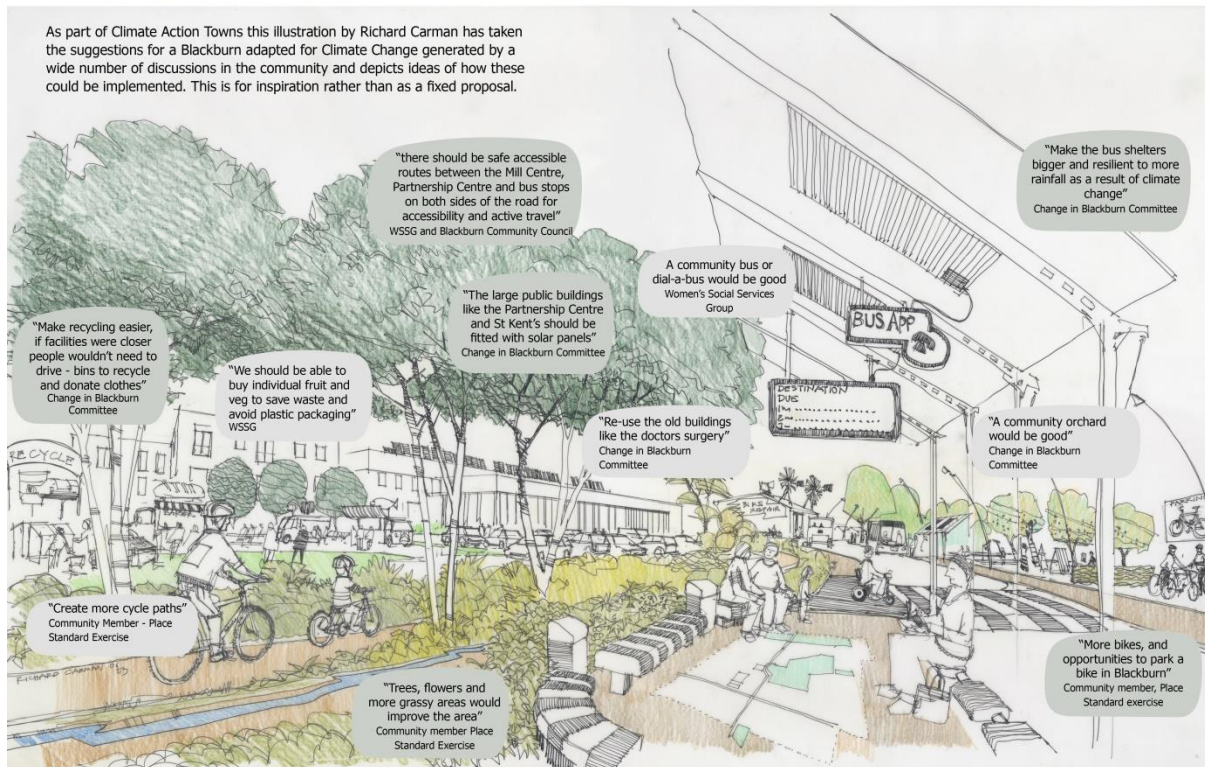 As part of Climate Action Towns this illustration by Richard Carman has taken
the suggestions for a Blackburn adapted for Climate Change generated by a
wide number of discussions in the community and depicts ideas of how these
could be implemented. This is for inspiration rather than as a fixed proposal.
“there should be safe accessible
routes between the Mill Centre,
Partnership Centre and bus stops
on both sides of the road for
accessibility and active travel”
WSSG and Blackburn Community Council
“Make the bus shelters
bigger and resilient to more
rainfall as a result of climate
change”
Change in Blackburn Committee
A community bus or
dial-a-bus would be good
Women’s Social Services
Group
“The large public buildings
like the Partnership Centre
and St Kent’s should be
fitted with solar panels”
Change in Blackburn Committee
BUS APP
“Make recycling easier,
if facilities were closer
people wouldn’t need to
drive - bins to recycle
and donate clothes”
Change in Blackburn
Committee
“We should be able to
buy individual fruit and
veg to save waste and
avoid plastic packaging”
WSSG
DESTINATION
DUE
“Re-use the old buildings
like the doctors surgery”
Change in Blackburn
Committee
“A community orchard
would be good”
Change in Blackburn
Committee
RECYCLE
REPAIR
“Create more cycle paths”
Community Member - Place
Standard Exercise
RICHARD CARMAN
“Trees, flowers and
more grassy areas would
improve the area”
Community member Place
Standard Exercise
“More bikes, and
opportunities to park a
bike in Blackburn”
Community member, Place
Standard exercise